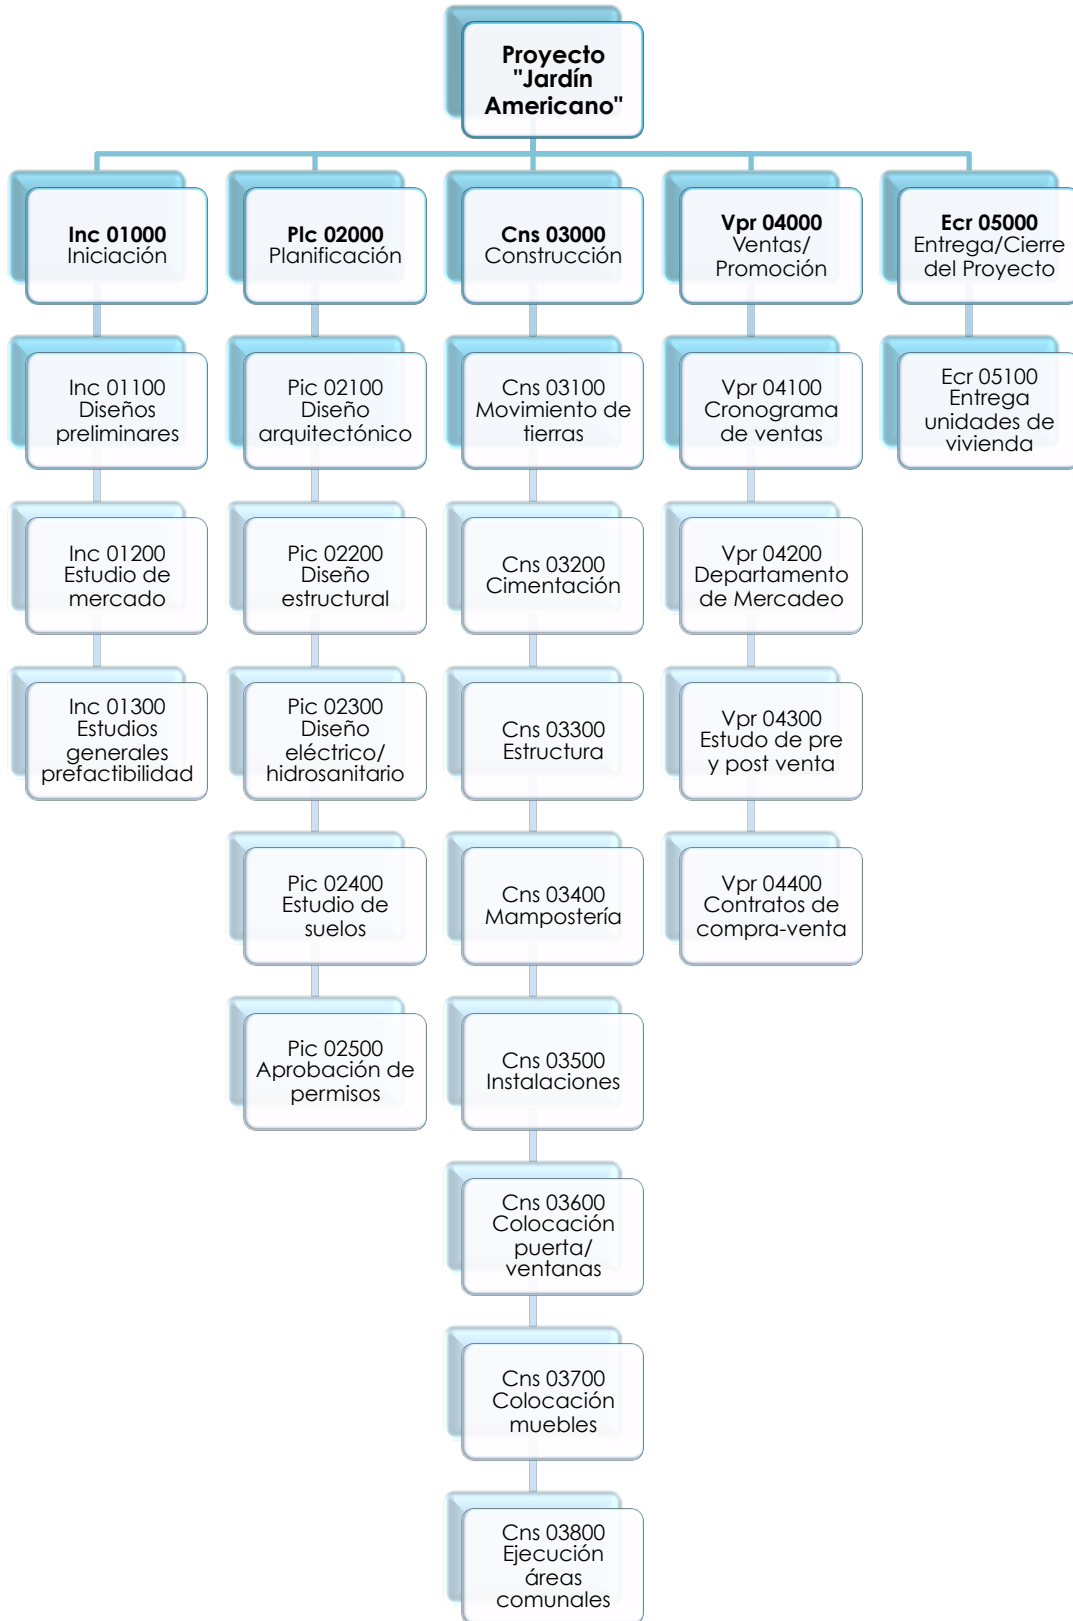 Proyecto
"Jardín
Americano"
Inc 01000
Iniciación
Plc 02000
Planificación
Cns 03000
Construcción
Vpr 04000
Ventas/
Promoción
Ecr 05000
Entrega/Cierre
del Proyecto
Inc 01100
Diseños
preliminares
Pic 02100
Diseño
arquitectónico
Cns 03100
Movimiento de
tierras
Vpr 04100
Cronograma
de ventas
Ecr 05100
Entrega
unidades de
vivienda
Inc 01200
Estudio de
mercado
Pic 02200
Diseño
estructural
Cns 03200
Cimentación
Vpr 04200
Departamento
de Mercadeo
Inc 01300
Estudios
generales
prefactibilidad
Pic 02300
Diseño
eléctrico/
hidrosanitario
Cns 03300
Estructura
Vpr 04300
Estudo de pre
y post venta
Pic 02400
Estudio de
suelos
Cns 03400
Mampostería
Vpr 04400
Contratos de
compra-venta
Pic 02500
Aprobación de
permisos
Cns 03500
Instalaciones
Cns 03600
Colocación
puerta/
ventanas
Cns 03700
Colocación
muebles
Cns 03800
Ejecución
áreas
comunales